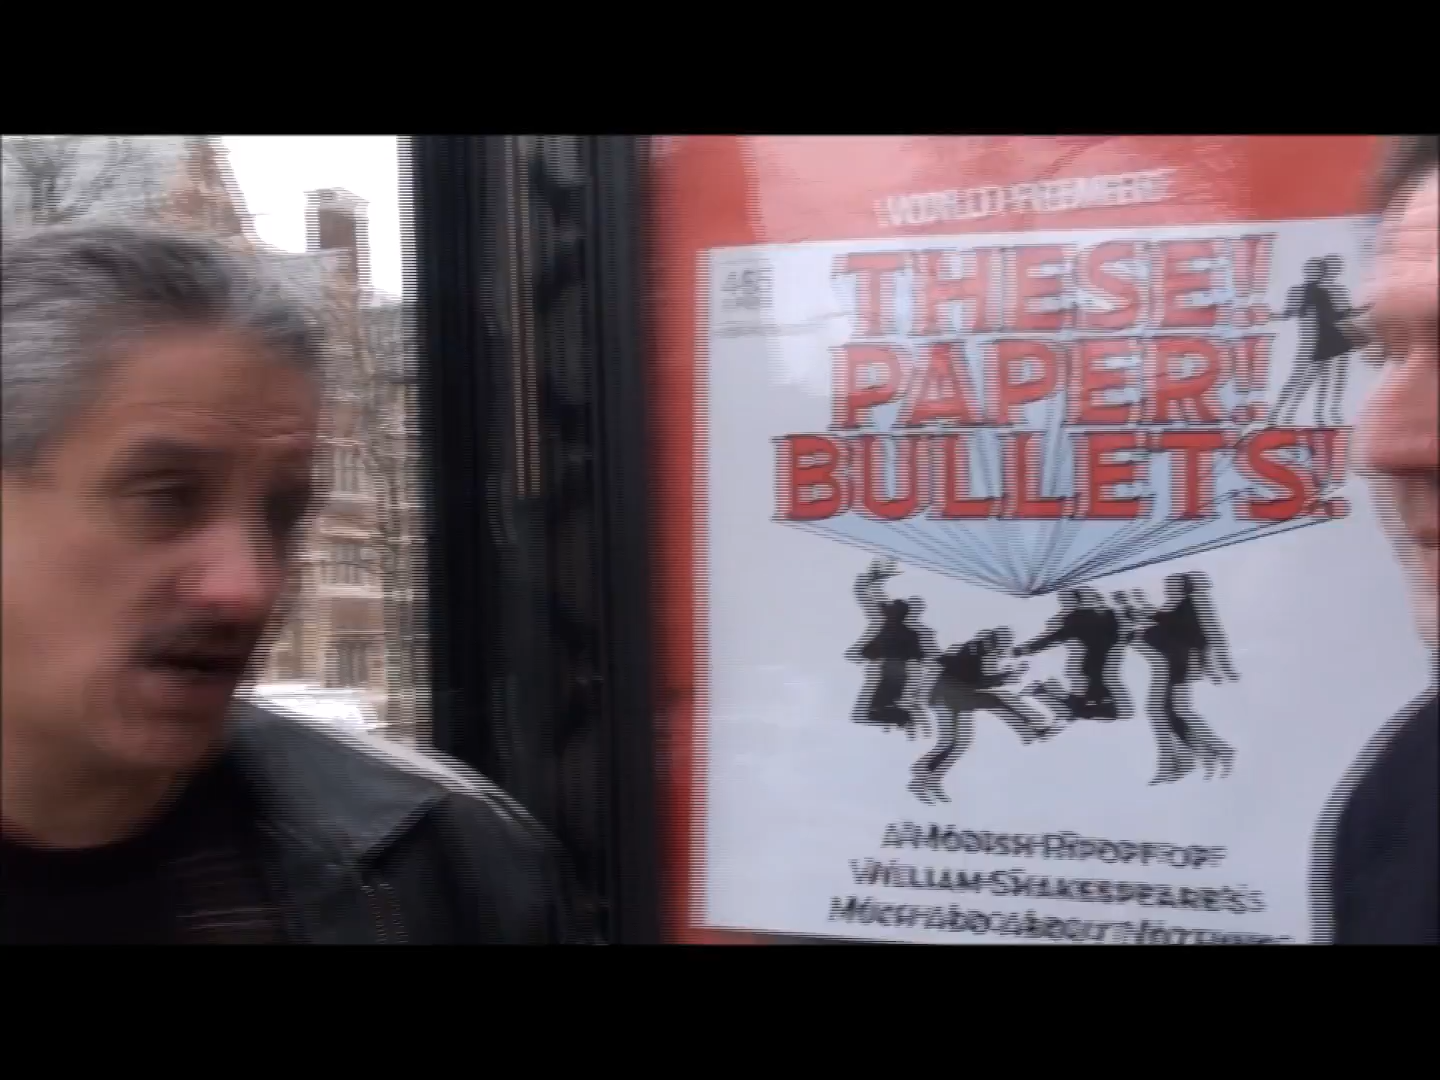 WORLD PREMIERE
THESE!
PAPER!
BULLETS!
A MODISH RIPOFF OF
WILLIAM SHAKESPEARE'S
MUCH ADO ABOUT NOTHING